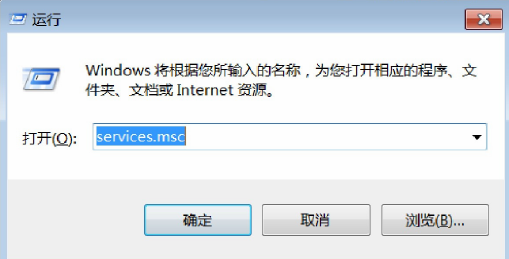 运行
Windows 将根据您所输入的名称，为您打开相应的程序、文
件夹、文档或 Internet 资源。
打开(O): services.msc
确定 取消 浏览(B)...